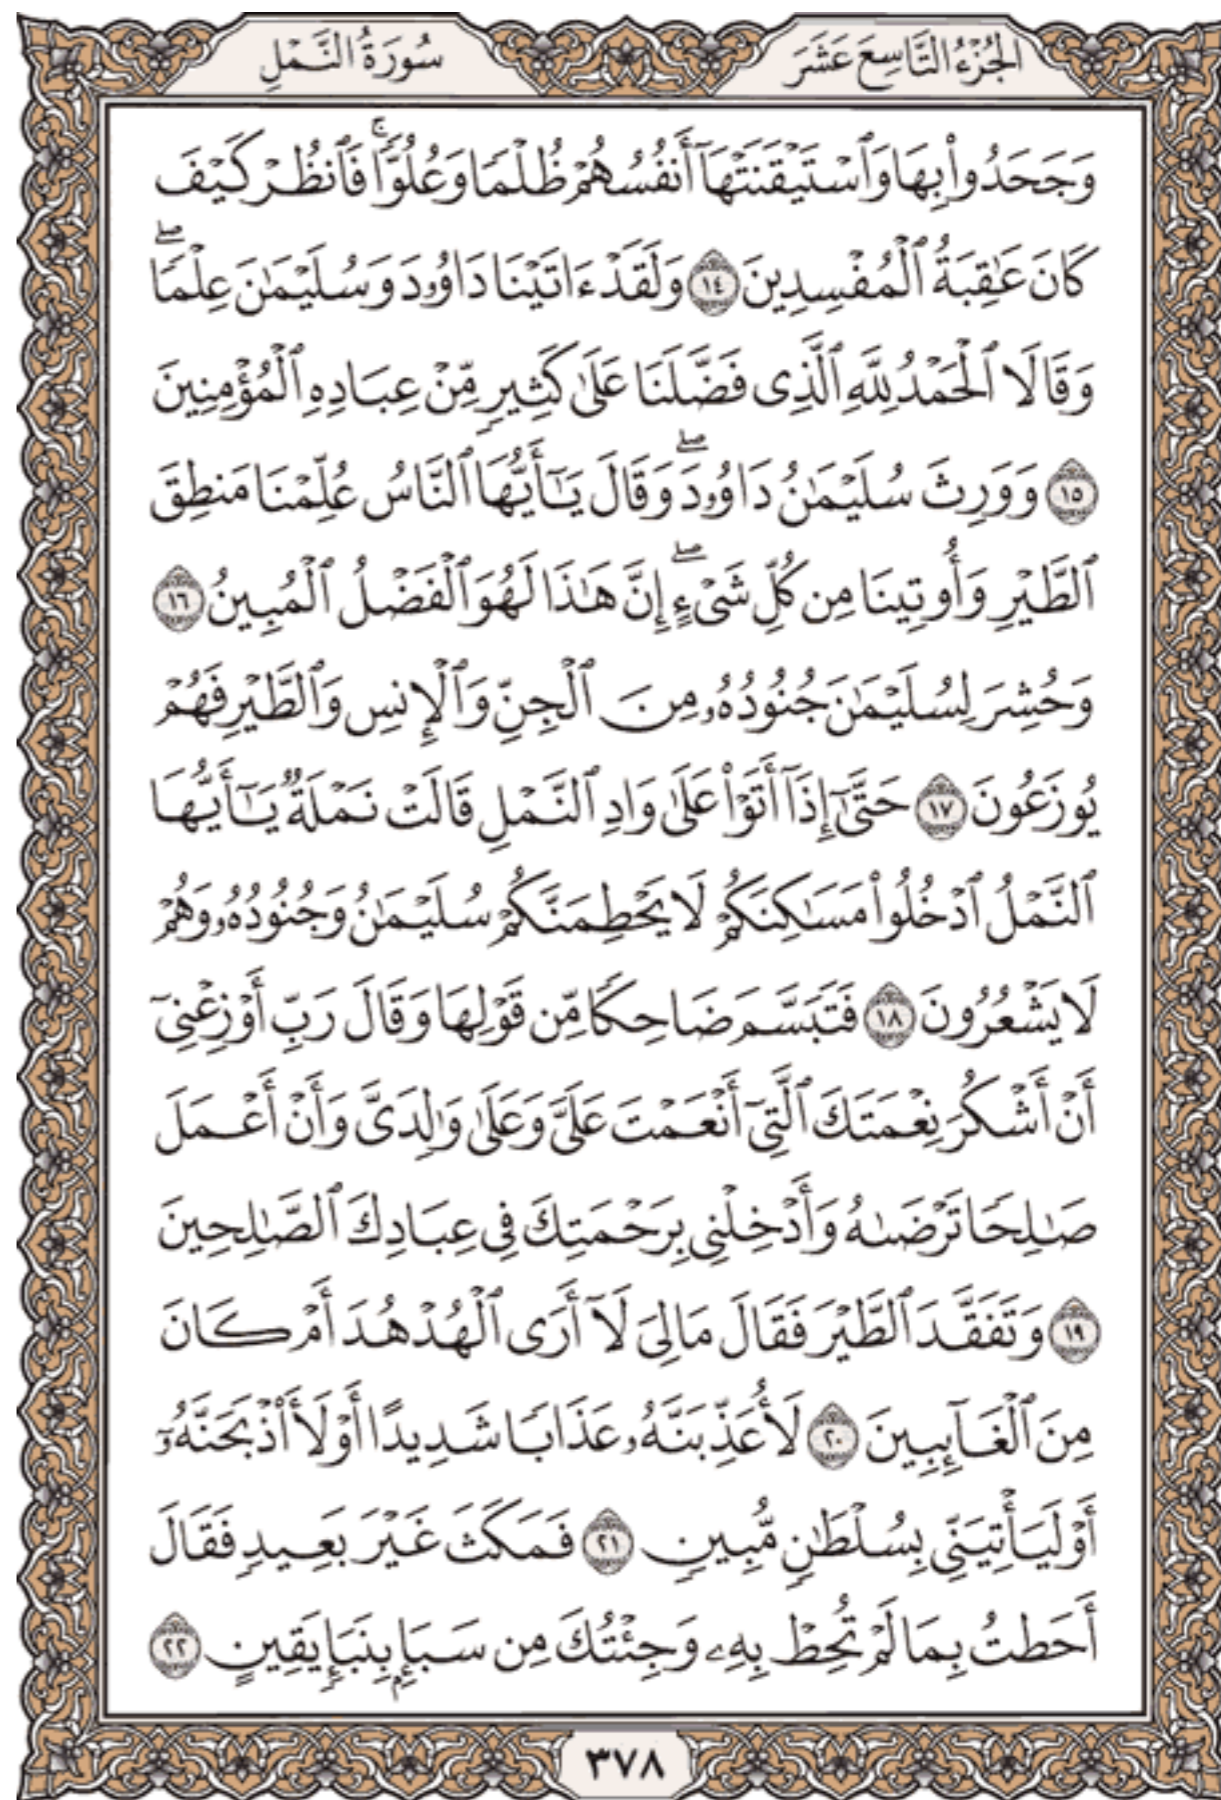 الجُزْءُ التَّاسِعَ عَشَرَ
سُورَةُ النَّمْلِ
وَجَحَدُوا۟ بِهَا وَٱسْتَيْقَنَتْهَآ أَنفُسُهُمْ ظُلْمًا وَعُلُوًّا ۚ فَٱنظُرْ كَيْفَ
كَانَ عَٰقِبَةُ ٱلْمُفْسِدِينَ ١٤ وَلَقَدْ ءَاتَيْنَا دَاوُۥدَ وَسُلَيْمَٰنَ عِلْمًا ۖ
وَقَالَا ٱلْحَمْدُ لِلَّهِ ٱلَّذِى فَضَّلَنَا عَلَىٰ كَثِيرٍ مِّنْ عِبَادِهِ ٱلْمُؤْمِنِينَ
١٥ وَوَرِثَ سُلَيْمَٰنُ دَاوُۥدَ ۖ وَقَالَ يَٰٓأَيُّهَا ٱلنَّاسُ عُلِّمْنَا مَنطِقَ
ٱلطَّيْرِ وَأُوتِينَا مِن كُلِّ شَىْءٍ ۖ إِنَّ هَٰذَا لَهُوَ ٱلْفَضْلُ ٱلْمُبِينُ ١٦
وَحُشِرَ لِسُلَيْمَٰنَ جُنُودُهُۥ مِنَ ٱلْجِنِّ وَٱلْإِنسِ وَٱلطَّيْرِ فَهُمْ
يُوزَعُونَ ١٧ حَتَّىٰٓ إِذَآ أَتَوْا۟ عَلَىٰ وَادِ ٱلنَّمْلِ قَالَتْ نَمْلَةٌ يَٰٓأَيُّهَا
ٱلنَّمْلُ ٱدْخُلُوا۟ مَسَٰكِنَكُمْ لَا يَحْطِمَنَّكُمْ سُلَيْمَٰنُ وَجُنُودُهُۥ وَهُمْ
لَا يَشْعُرُونَ ١٨ فَتَبَسَّمَ ضَاحِكًا مِّن قَوْلِهَا وَقَالَ رَبِّ أَوْزِعْنِىٓ
أَنْ أَشْكُرَ نِعْمَتَكَ ٱلَّتِىٓ أَنْعَمْتَ عَلَىَّ وَعَلَىٰ وَٰلِدَىَّ وَأَنْ أَعْمَلَ
صَٰلِحًا تَرْضَىٰهُ وَأَدْخِلْنِى بِرَحْمَتِكَ فِى عِبَادِكَ ٱلصَّٰلِحِينَ
١٩ وَتَفَقَّدَ ٱلطَّيْرَ فَقَالَ مَا لِىَ لَآ أَرَى ٱلْهُدْهُدَ أَمْ كَانَ
مِنَ ٱلْغَآئِبِينَ ٢٠ لَأُعَذِّبَنَّهُۥ عَذَابًا شَدِيدًا أَوْ لَأَا۟ذْبَحَنَّهُۥٓ
أَوْ لَيَأْتِيَنِّى بِسُلْطَٰنٍ مُّبِينٍ ٢١ فَمَكَثَ غَيْرَ بَعِيدٍ فَقَالَ
أَحَطتُ بِمَا لَمْ تُحِطْ بِهِۦ وَجِئْتُكَ مِن سَبَإٍۭ بِنَبَإٍ يَقِينٍ ٢٢
٣٧٨